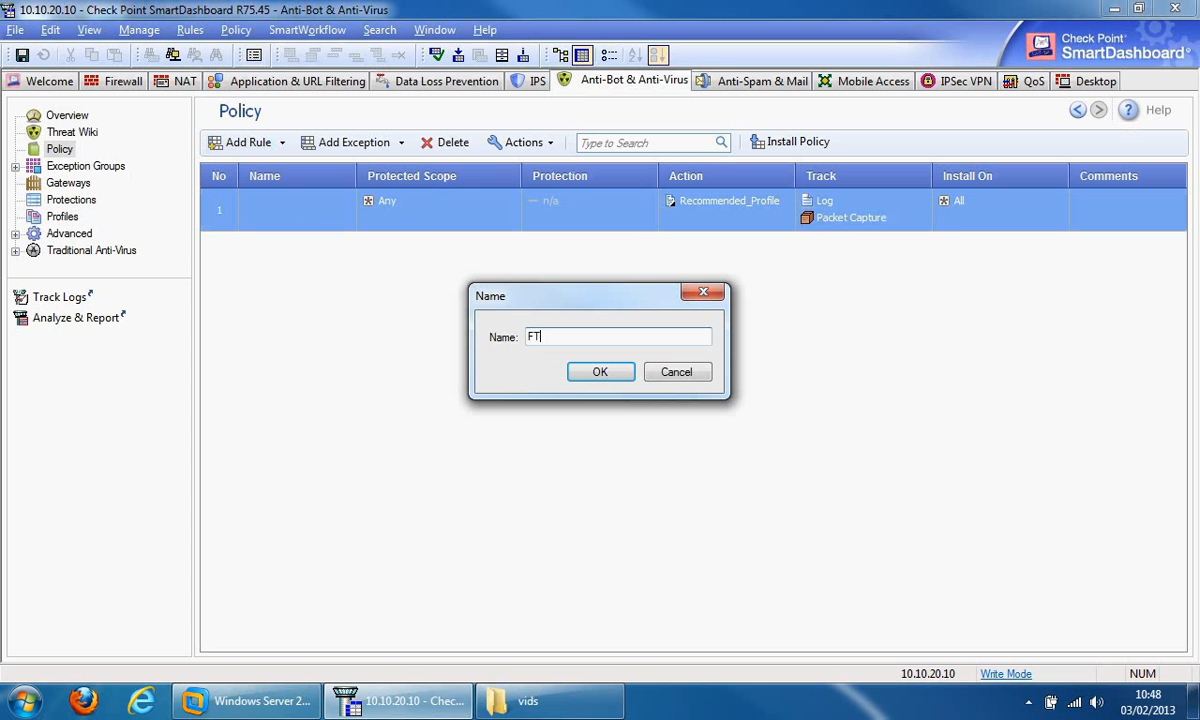 10.10.20.10 - Check Point SmartDashboard R75.45 - Anti-Bot & Anti-Virus
File Edit View Manage Rules Policy SmartWorkflow Search Window Help
Check Point
SmartDashboard
Welcome Firewall NAT Application & URL Filtering Data Loss Prevention IPS Anti-Bot & Anti-Virus Anti-Spam & Mail Mobile Access IPSec VPN QoS Desktop
Overview
Threat Wiki
Policy
Exception Groups
Gateways
Protections
Profiles
Advanced
Traditional Anti-Virus
Track Logs
Analyze & Report
Policy
Help
Add Rule Add Exception Delete Actions Type to Search Install Policy
No Name Protected Scope Protection Action Track Install On Comments
1 Any n/a Recommended_Profile Log All
Packet Capture
Name
Name: FT
OK Cancel
10.10.20.10 Write Mode NUM
Windows Server 2... 10.10.20.10 - Chec... vids
10:48
03/02/2013